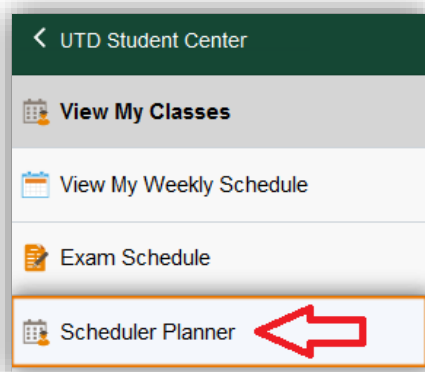 UTD Student Center
View My Classes
View My Weekly Schedule
Exam Schedule
Scheduler Planner